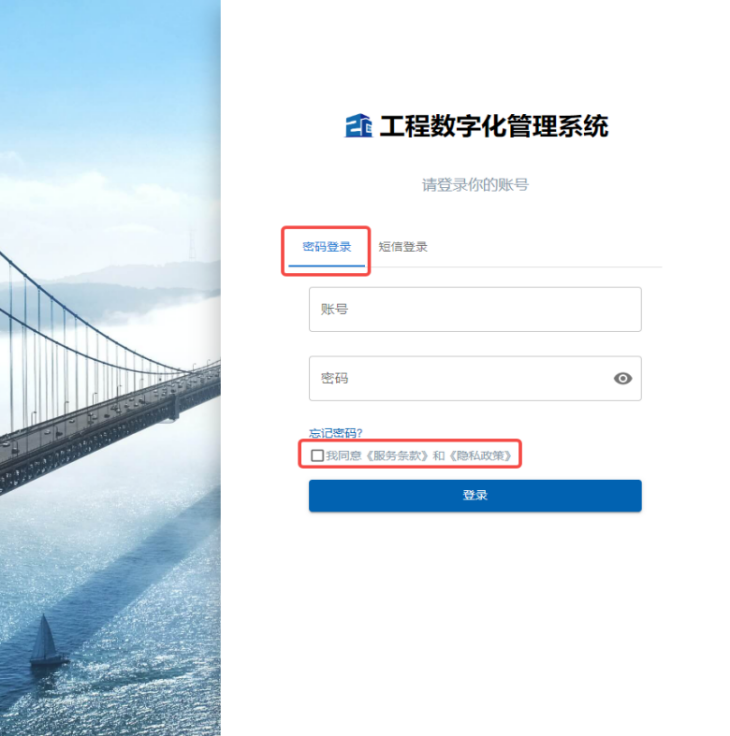 工程数字化管理系统
请登录你的账号
密码登录 短信登录
账号
密码
忘记密码?
我同意《服务条款》和《隐私政策》
登录